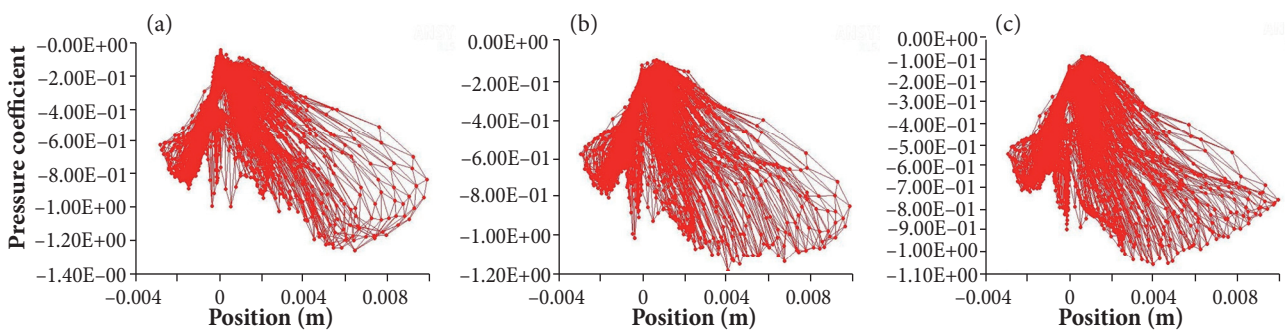 (a)
Pressure coefficient
−0.00E+00
−2.00E−01
−4.00E−01
−6.00E−01
−8.00E−01
−1.00E+00
−1.20E+00
−1.40E−00
−0.004
0
0.004
0.008
Position (m)
(b)
0.00E+00
−2.00E−01
−4.00E−01
−6.00E−01
−8.00E−01
−1.00E+00
−1.20E+00
−0.004
0
0.004
0.008
Position (m)
(c)
0.00E+00
−1.00E−01
−2.00E−01
−3.00E−01
−4.00E−01
−5.00E−01
−6.00E−01
−7.00E−01
−8.00E−01
−9.00E−01
−1.00E+00
−1.10E+00
−0.004
0
0.004
0.008
Position (m)